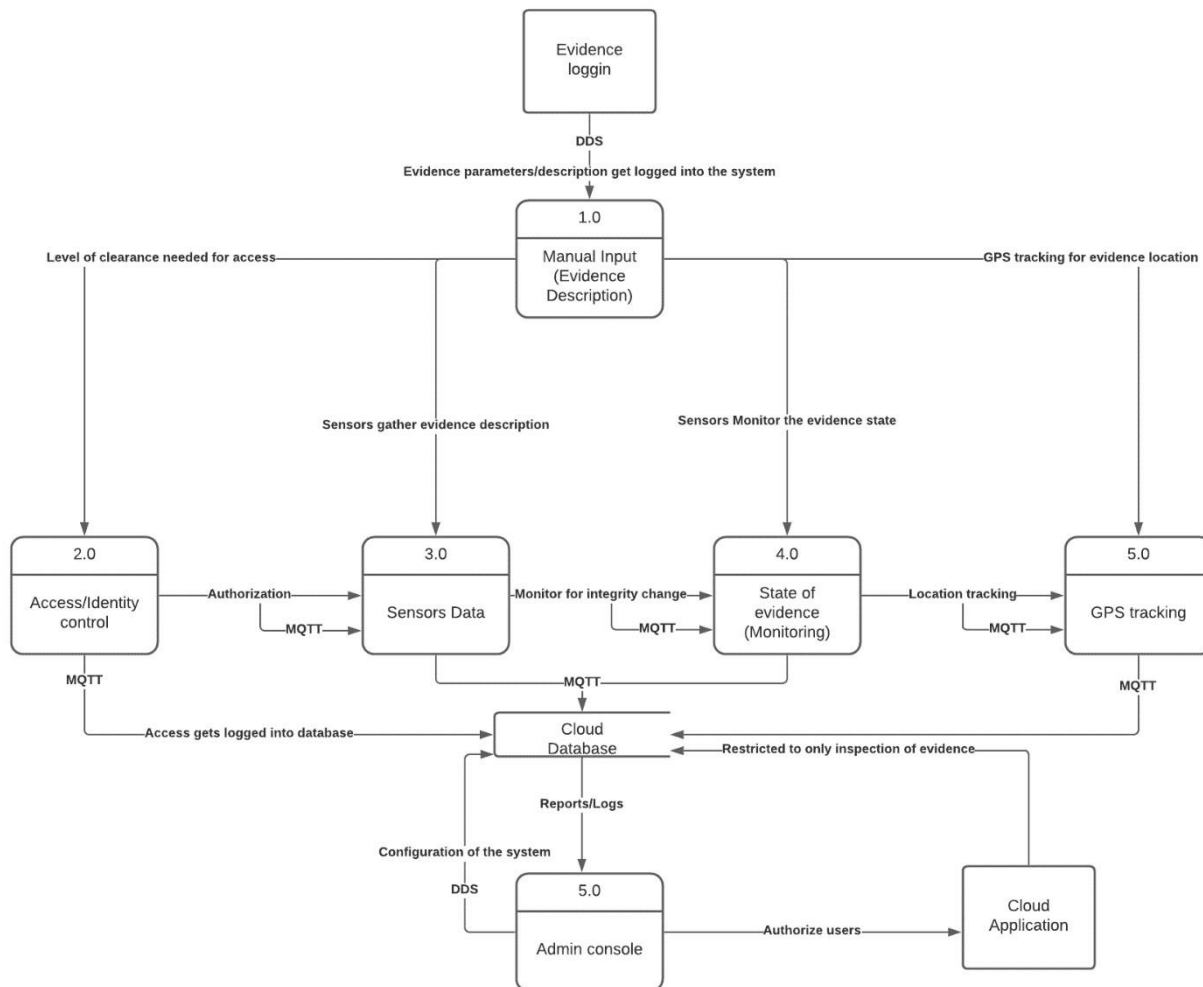 Evidence
loggin
DDS
Evidence parameters/description get logged into the system
1.0
Manual Input
(Evidence
Description)
Level of clearance needed for access
GPS tracking for evidence location
Sensors gather evidence description
Sensors Monitor the evidence state
2.0
Access/Identity
control
Authorization
MQTT
3.0
Sensors Data
Monitor for integrity change
MQTT
4.0
State of
evidence
(Monitoring)
Location tracking
MQTT
5.0
GPS tracking
MQTT
MQTT
MQTT
Access gets logged into database
Cloud
Database
Restricted to only inspection of evidence
Reports/Logs
Configuration of the system
DDS
5.0
Admin console
Authorize users
Cloud
Application